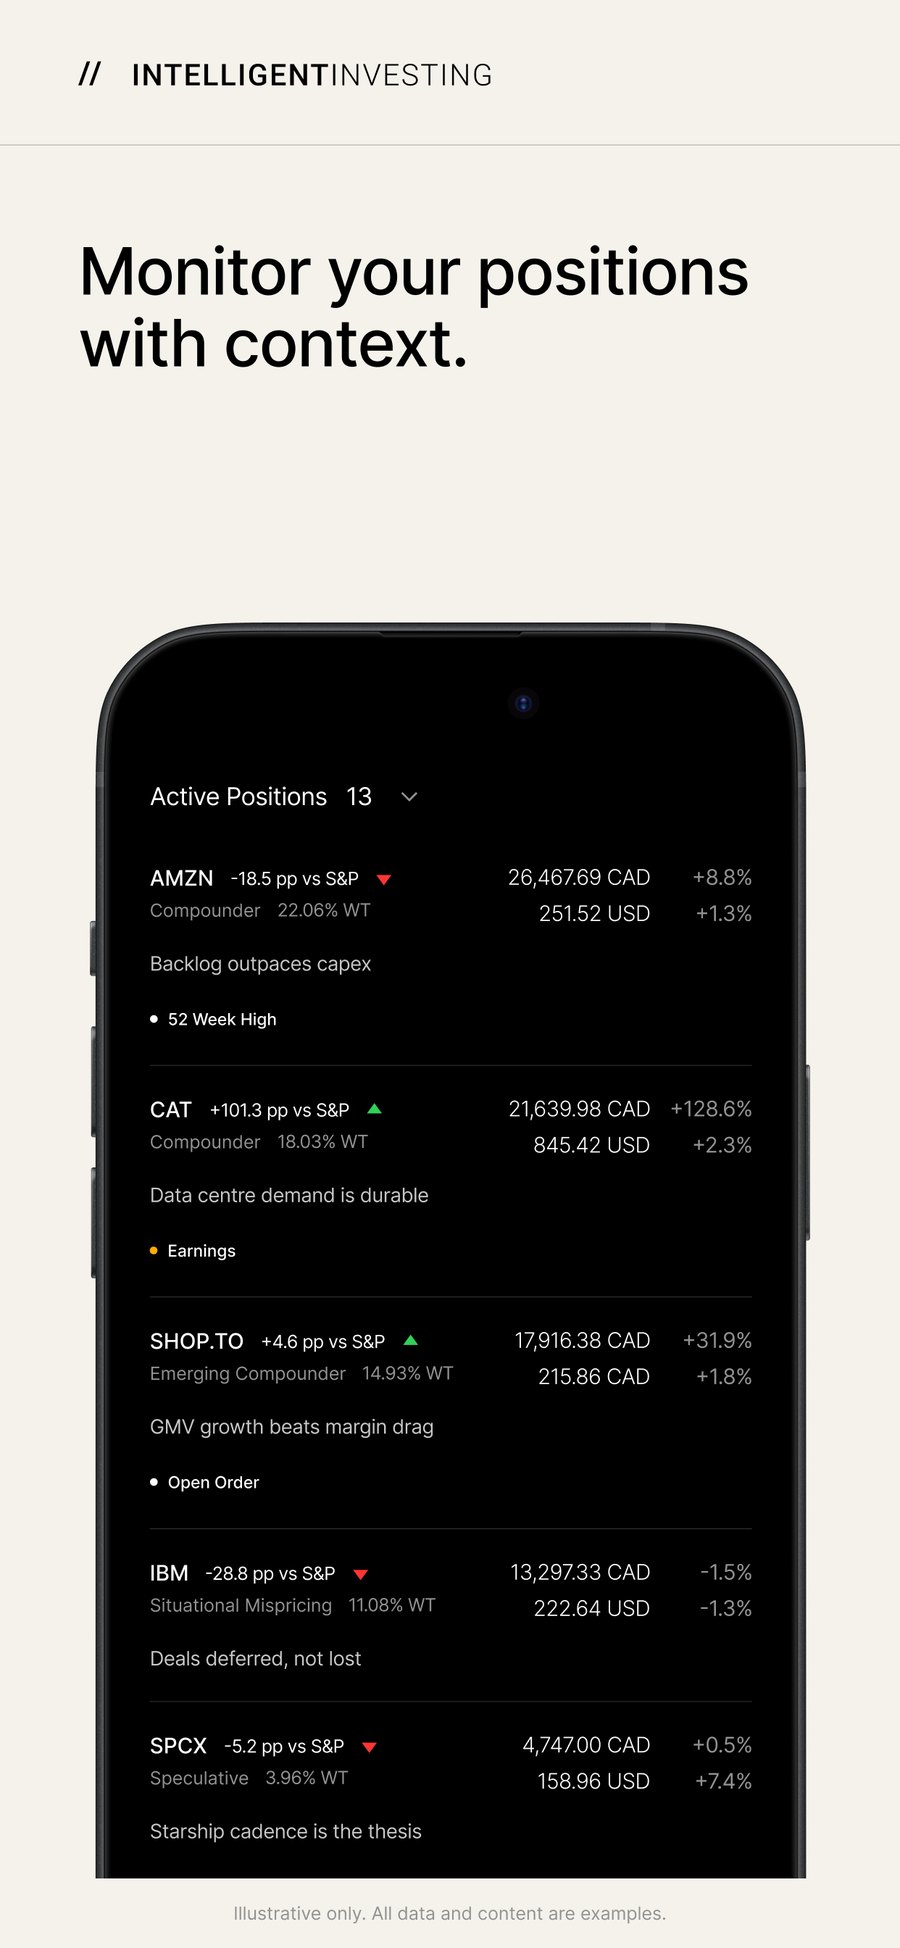 // INTELLIGENTINVESTING
Monitor your positions
with context.
Active Positions 13
AMZN -18.5 pp vs S&P 26,467.69 CAD +8.8%
Compounder 22.06% WT 251.52 USD +1.3%
Backlog outpaces capex
52 Week High
CAT +101.3 pp vs S&P 21,639.98 CAD +128.6%
Compounder 18.03% WT 845.42 USD +2.3%
Data centre demand is durable
Earnings
SHOP.TO +4.6 pp vs S&P 17,916.38 CAD +31.9%
Emerging Compounder 14.93% WT 215.86 CAD +1.8%
GMV growth beats margin drag
Open Order
IBM -28.8 pp vs S&P 13,297.33 CAD -1.5%
Situational Mispricing 11.08% WT 222.64 USD -1.3%
Deals deferred, not lost
SPCX -5.2 pp vs S&P 4,747.00 CAD +0.5%
Speculative 3.96% WT 158.96 USD +7.4%
Starship cadence is the thesis
Illustrative only. All data and content are examples.